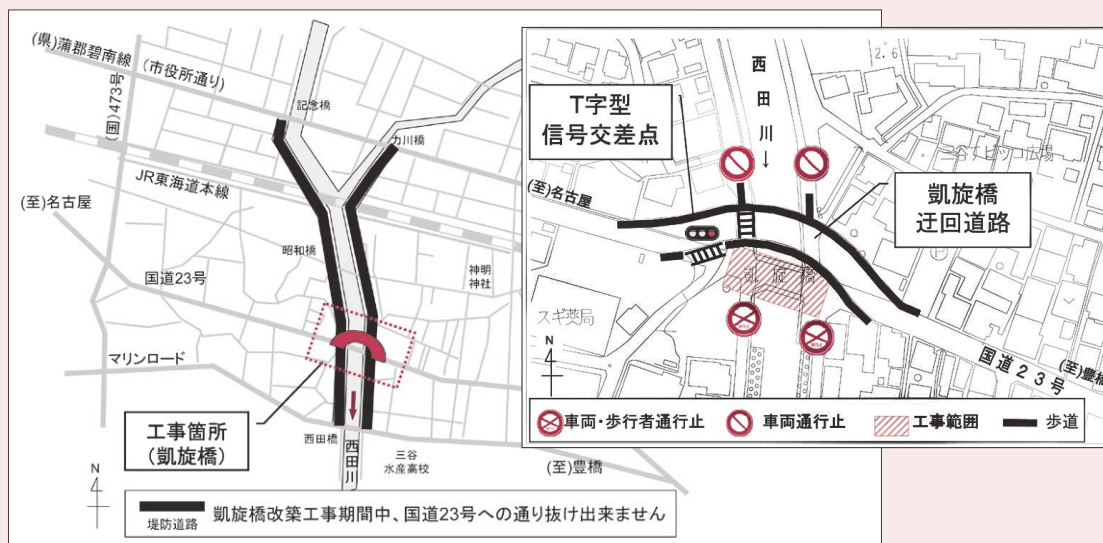 (県)蒲郡碧南線
(市役所通り)
(国)473号
記念橋
力川橋
JR東海道本線
(至)名古屋
昭和橋
国道23号
神明
神社
マリンロード
工事箇所
(凱旋橋)
西田橋
西田川
三谷
水産高校
(至)豊橋
N
堤防道路
凱旋橋改築工事期間中、国道23号への通り抜け出来ません
T字型
信号交差点
西田川
↓
2.6
(至)名古屋
凱旋橋
迂回道路
凱旋橋
スギ薬局
N
国道23号
(至)豊橋
車両・歩行者通行止
車両通行止
工事範囲
歩道